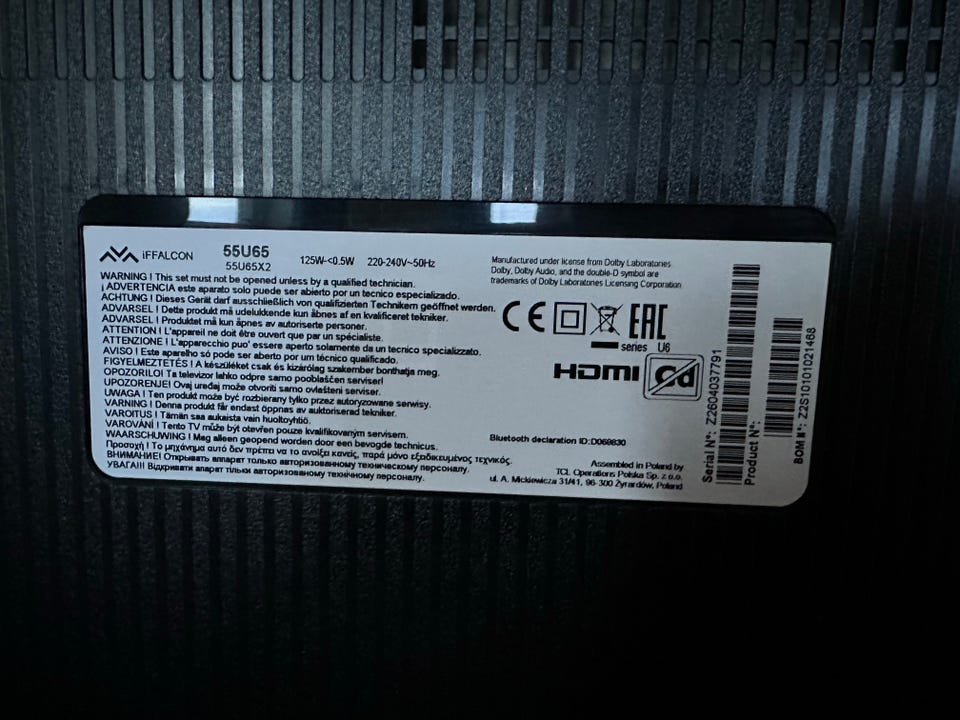 iFFALCON
55U65
55U65X2
125W-<0.5W 220-240V~50Hz
WARNING ! This set must not be opened unless by a qualified technician.
¡ ADVERTENCIA este aparato solo puede ser abierto por un tecnico especializado.
ACHTUNG ! Dieses Gerät darf ausschließlich von qualifizierten Technikern geöffnet werden.
ADVARSEL ! Dette produkt må udelukkende kun åbnes af en kvalificeret tekniker.
ADVARSEL ! Produktet må kun åpnes av autoriserte personer.
ATTENTION ! L'appareil ne doit être ouvert que par un spécialiste.
ATTENZIONE ! L'apparecchio puo' essere aperto solamente da un tecnico specializzato.
AVISO ! Este aparelho só pode ser aberto por um técnico qualificado.
FIGYELMEZTETÉS ! A készüléket csak és kizárólag szakember bonthatja meg.
OPOZORILO! Ta televizor lahko odpre samo pooblaščen serviser!
UPOZORENJE! Ovaj uređaj može otvoriti samo ovlašteni serviser.
UWAGA ! Ten produkt może być rozbierany tylko przez autoryzowane serwisy.
VARNING ! Denna produkt får endast öppnas av auktoriserad tekniker.
VAROITUS ! Tämän saa aukaista vain huoltoyhtiö.
VAROVÁNÍ ! Tento TV může být otevřen pouze kvalifikovaným servisem.
WAARSCHUWING ! Mag alleen geopend worden door een bevoegde technicus.
Προσοχή ! Το μηχάνημα αυτό δεν πρέπει να το ανοίξει κανείς, παρά μόνο εξειδικευμένος τεχνικός.
ВНИМАНИЕ! Открывать аппарат только авторизованному техническому персоналу.
УВАГА!!! Відкривати апарат тільки авторизованому технічному персоналу.
Manufactured under license from Dolby Laboratories.
Dolby, Dolby Audio, and the double-D symbol are
trademarks of Dolby Laboratories Licensing Corporation.
CE EAC
series U6
HDMI Cd
Bluetooth declaration ID:D069830
Assembled in Poland by
TCL Operations Polska Sp. z o.o.
ul. A. Mickiewicza 31/41, 96-300 Żyrardów, Poland
Serial N°: Z2604037791
Product N°:
BOM N°: Z2S10101021468